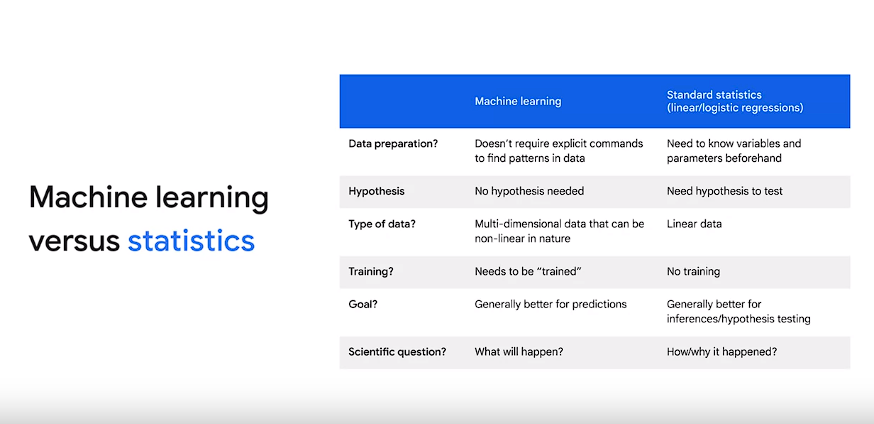 Machine learning
versus statistics
Machine learning
Standard statistics
(linear/logistic regressions)
Data preparation?
Doesn't require explicit commands
to find patterns in data
Need to know variables and
parameters beforehand
Hypothesis
No hypothesis needed
Need hypothesis to test
Type of data?
Multi-dimensional data that can be
non-linear in nature
Linear data
Training?
Needs to be “trained”
No training
Goal?
Generally better for predictions
Generally better for
inferences/hypothesis testing
Scientific question?
What will happen?
How/why it happened?